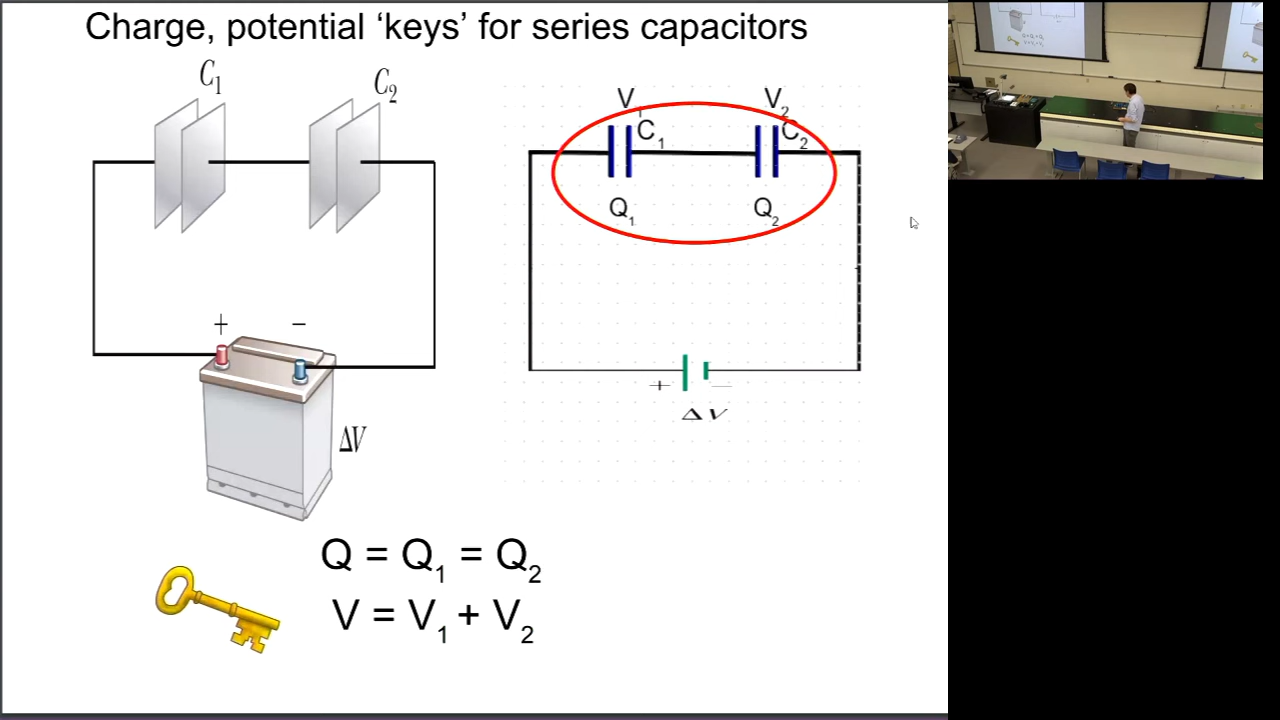 Charge, potential ‘keys’ for series capacitors
C1
C2
+ −
ΔV
V1
V2
C1
C2
Q1
Q2
+ −
ΔV
Q = Q1 = Q2
V = V1 + V2